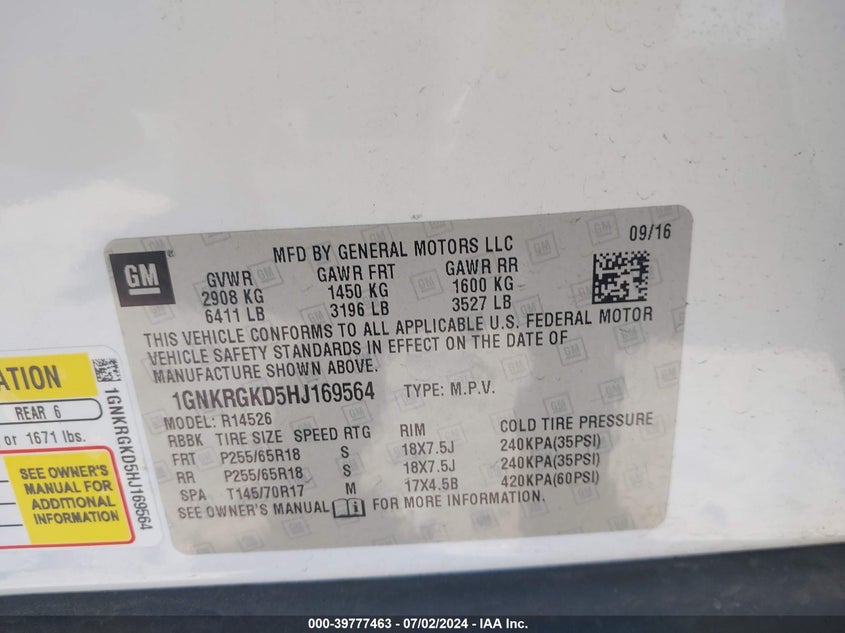 MFD BY GENERAL MOTORS LLC
09/16
GM
GVWR GAWR FRT GAWR RR
2908 KG 1450 KG 1600 KG
6411 LB 3196 LB 3527 LB
THIS VEHICLE CONFORMS TO ALL APPLICABLE U.S. FEDERAL MOTOR
VEHICLE SAFETY STANDARDS IN EFFECT ON THE DATE OF
MANUFACTURE SHOWN ABOVE.
1GNKRGKD5HJ169564 TYPE: M.P.V.
MODEL: R14526
RBBK TIRE SIZE SPEED RTG RIM COLD TIRE PRESSURE
FRT P255/65R18 S 18X7.5J 240KPA(35PSI)
RR P255/65R18 S 18X7.5J 240KPA(35PSI)
SPA T145/70R17 M 17X4.5B 420KPA(60PSI)
SEE OWNER'S MANUAL FOR MORE INFORMATION.
ATION
REAR 6
or 1671 lbs.
SEE OWNER'S
MANUAL FOR
ADDITIONAL
INFORMATION
1GNKRGKD5HJ169564
000-39777463 - 07/02/2024 - IAA Inc.